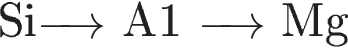 Si⟶ A1 ⟶ Mg